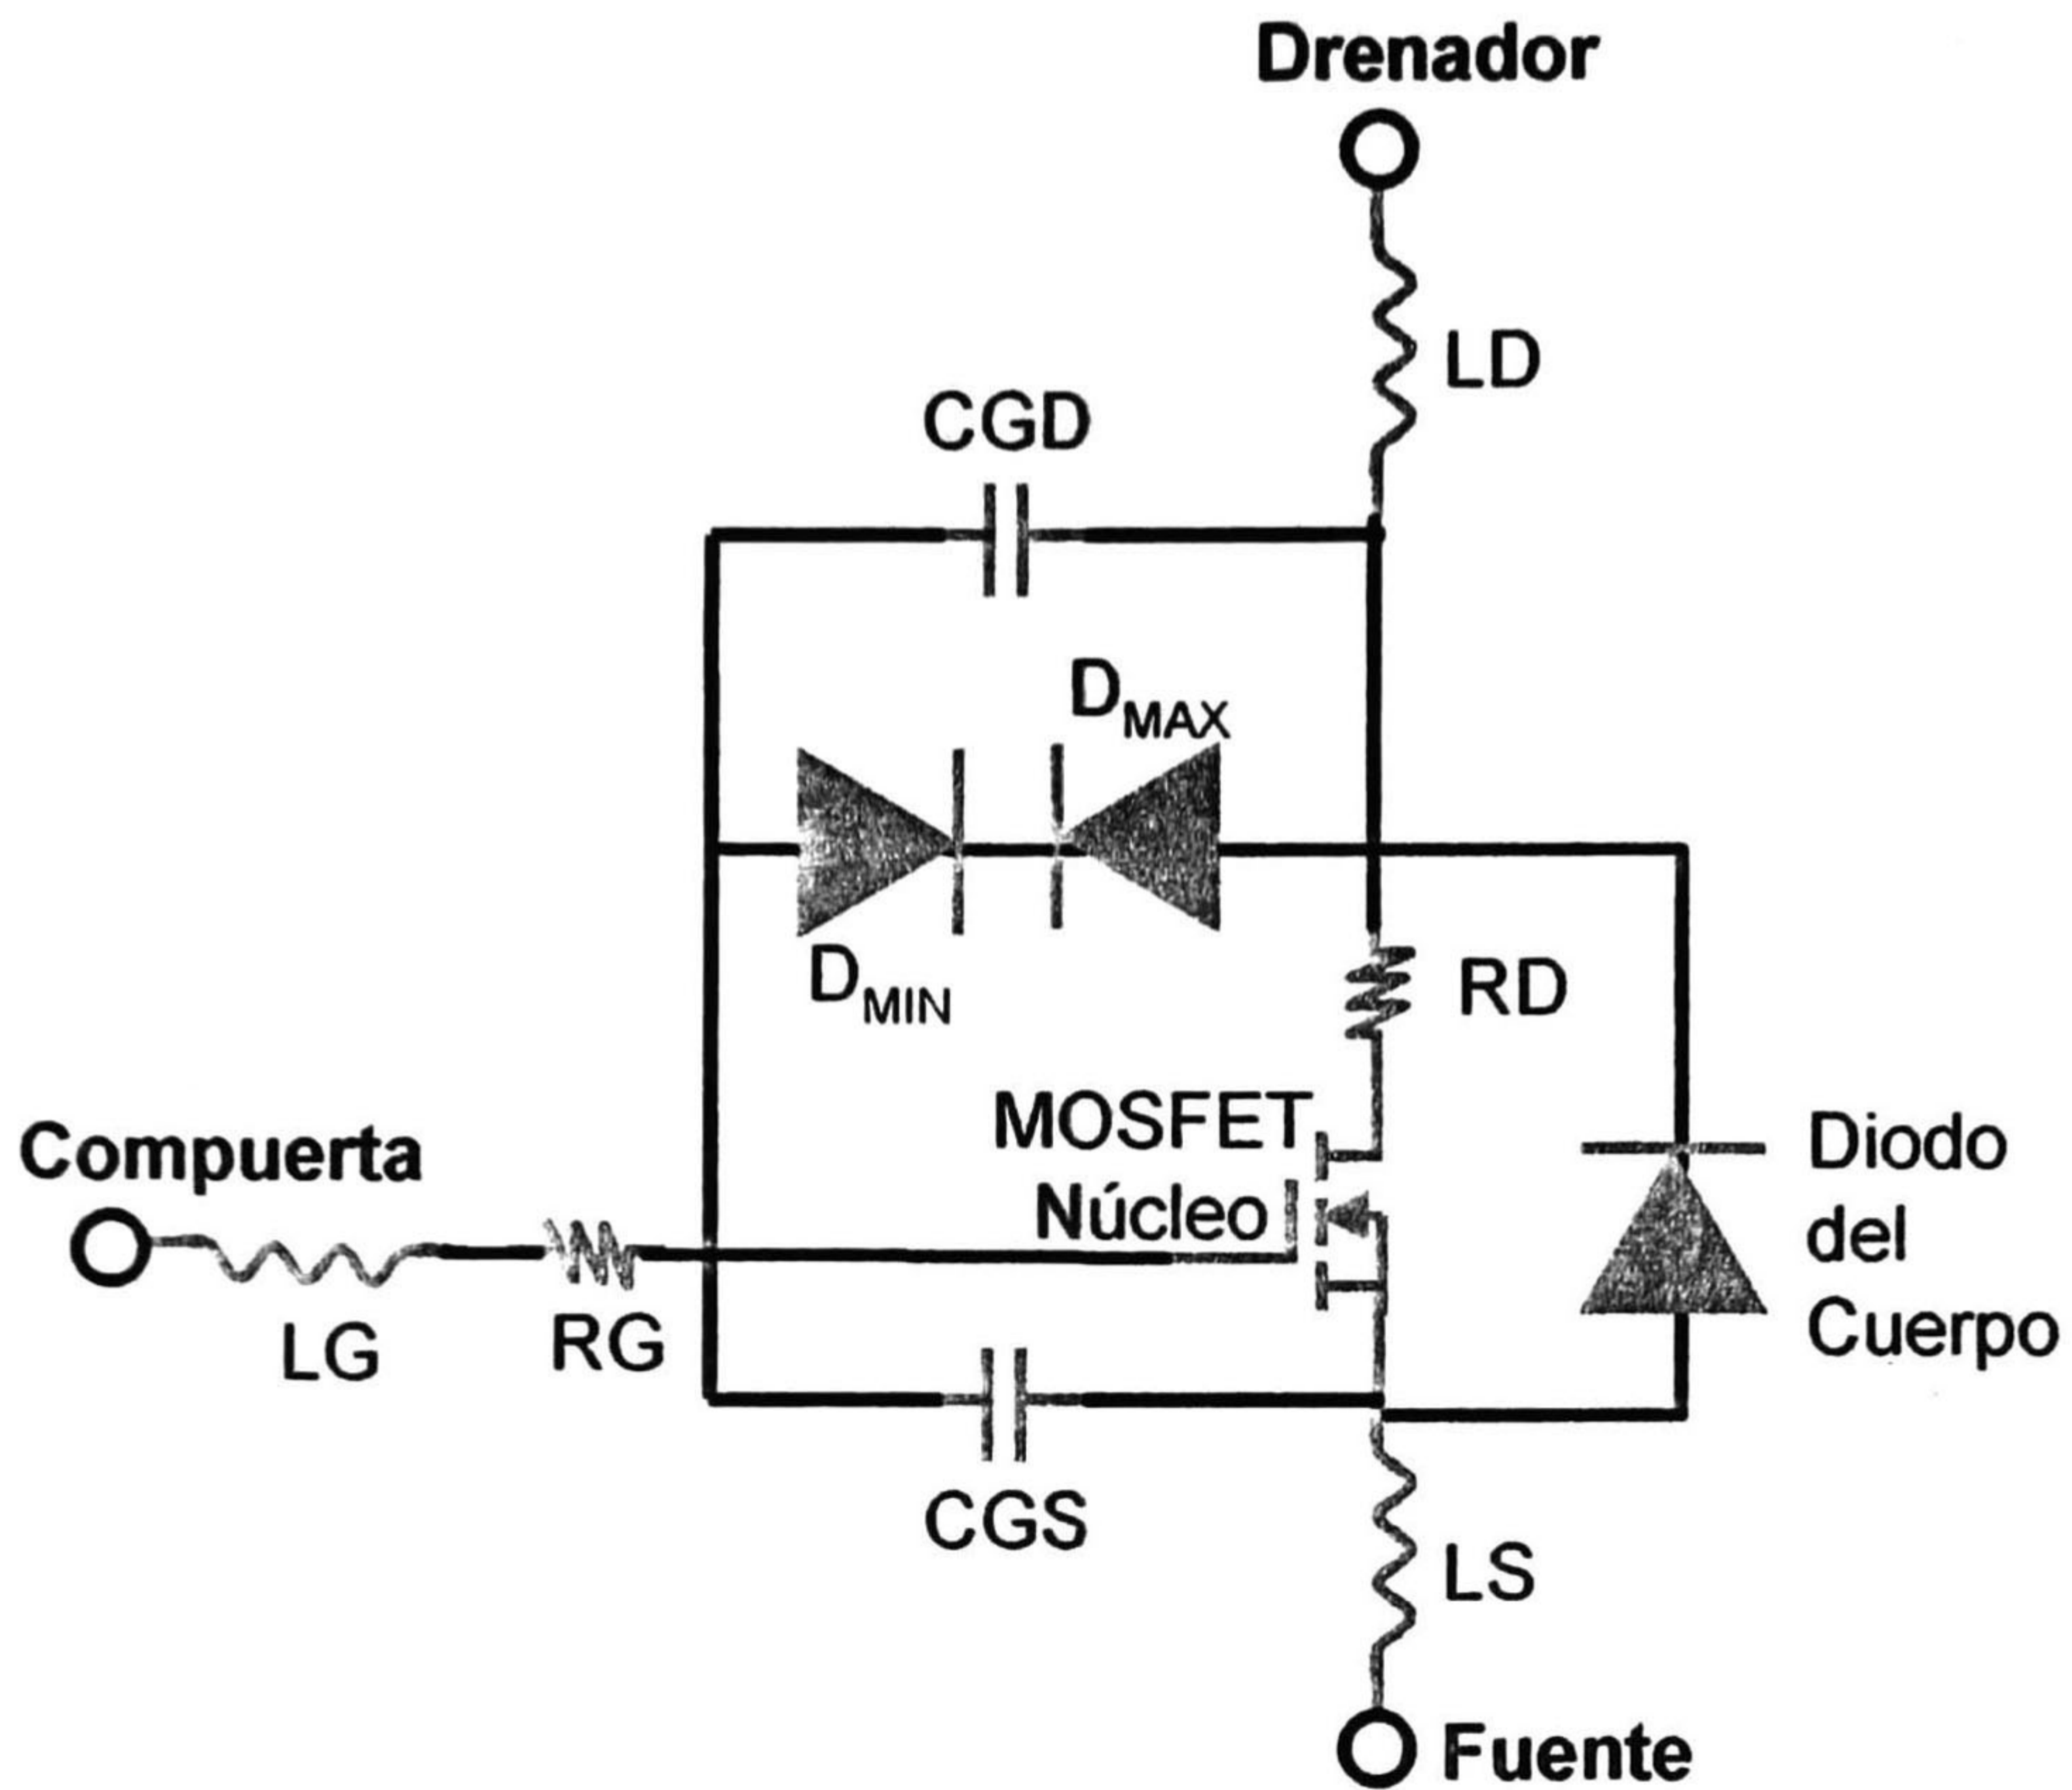 Drenador
LD
CGD
DMAX
DMIN
RD
MOSFET
Núcleo
Compuerta
LG
RG
Diodo
del
Cuerpo
CGS
LS
Fuente